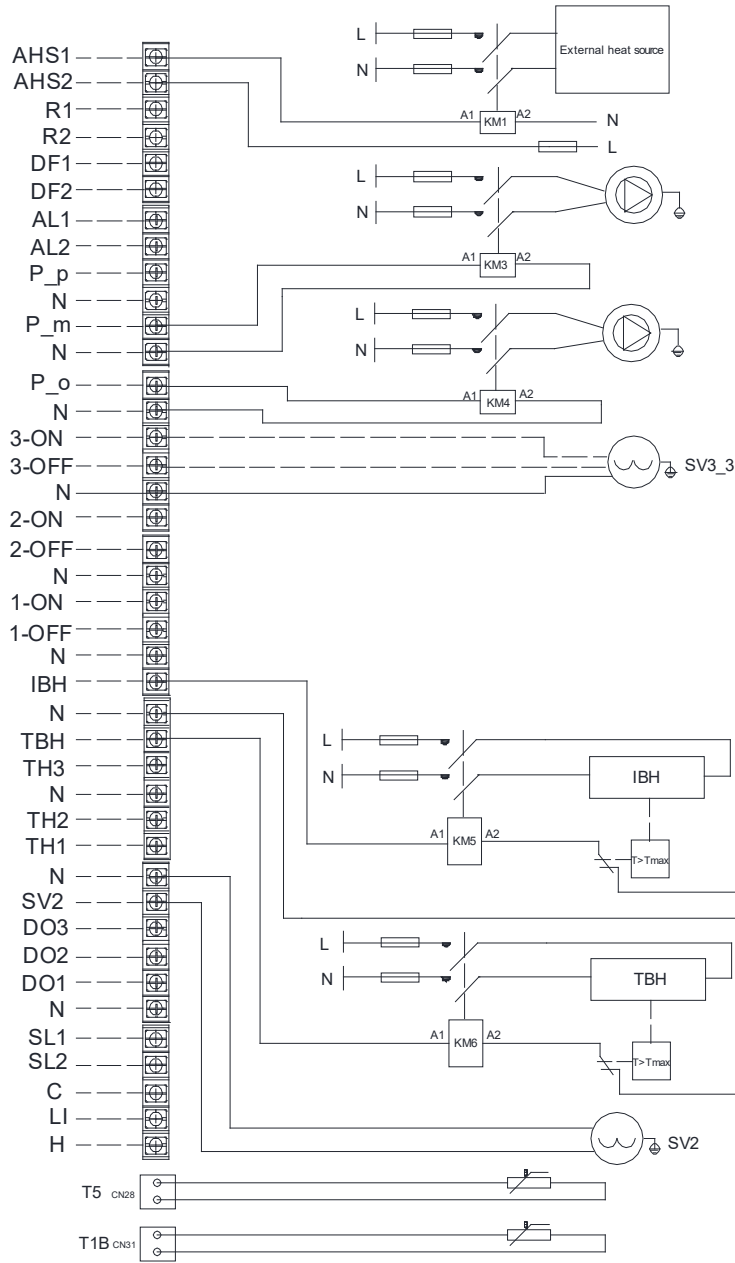 AHS1
AHS2
R1
R2
DF1
DF2
AL1
AL2
P_p
N
P_m
N
P_o
N
3-ON
3-OFF
N
2-ON
2-OFF
N
1-ON
1-OFF
N
IBH
N
TBH
TH3
N
TH2
TH1
N
SV2
DO3
DO2
DO1
N
SL1
SL2
C
LI
H
T5 CN28
T1B CN31
L
N
External heat source
A1 KM1 A2 N
L
L
N
A1 KM3 A2
L
N
A1 KM4 A2
SV3_3
L
N
IBH
A1 KM5 A2
T>Tmax
L
N
TBH
A1 KM6 A2
T>Tmax
SV2